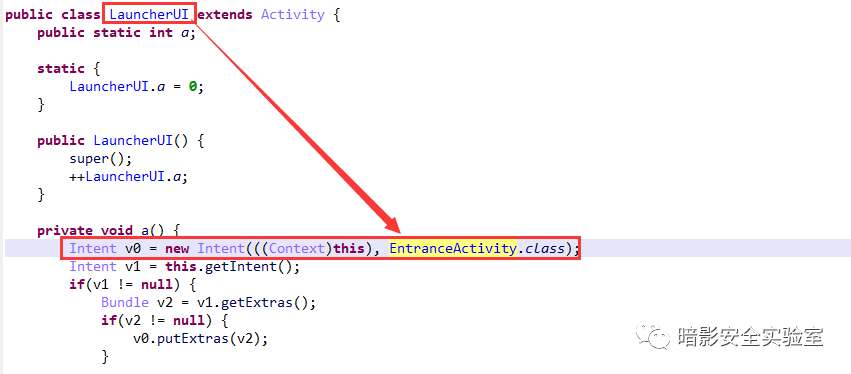 public class LauncherUI extends Activity {
    public static int a;
    static {
        LauncherUI.a = 0;
    }
    public LauncherUI() {
        super();
        ++LauncherUI.a;
    }
    private void a() {
        Intent v0 = new Intent(((Context)this), EntranceActivity.class);
        Intent v1 = this.getIntent();
        if(v1 != null) {
            Bundle v2 = v1.getExtras();
            if(v2 != null) {
                v0.putExtras(v2);
            }
暗影安全实验室